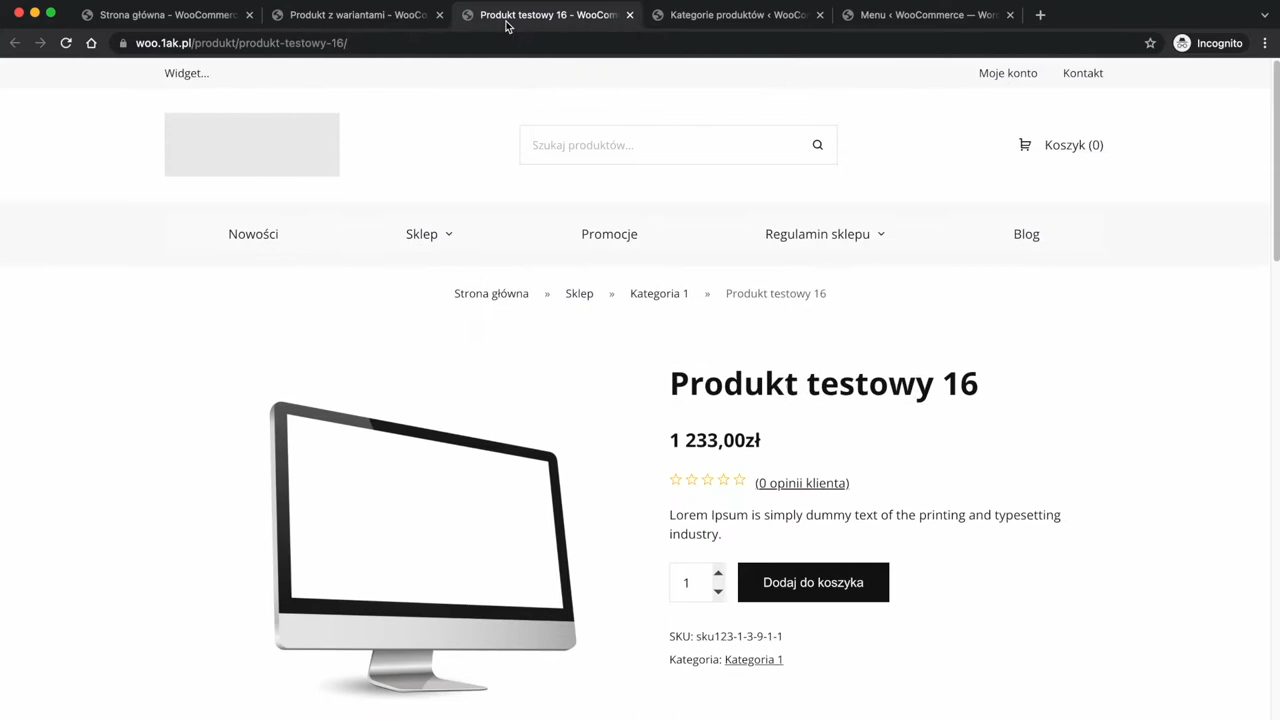 Strona główna - WooCommerc
Produkt z wariantami - WooCo
Produkt testowy 16 - WooCom
Kategorie produktów ‹ WooCo
Menu ‹ WooCommerce — Wor
woo.1ak.pl/produkt/produkt-testowy-16/
Incognito
Widget...
Moje konto
Kontakt
Szukaj produktów...
Koszyk (0)
Nowości
Sklep
Promocje
Regulamin sklepu
Blog
Strona główna » Sklep » Kategoria 1 » Produkt testowy 16
Produkt testowy 16
1 233,00zł
(0 opinii klienta)
Lorem Ipsum is simply dummy text of the printing and typesetting
industry.
1
Dodaj do koszyka
SKU: sku123-1-3-9-1-1
Kategoria: Kategoria 1